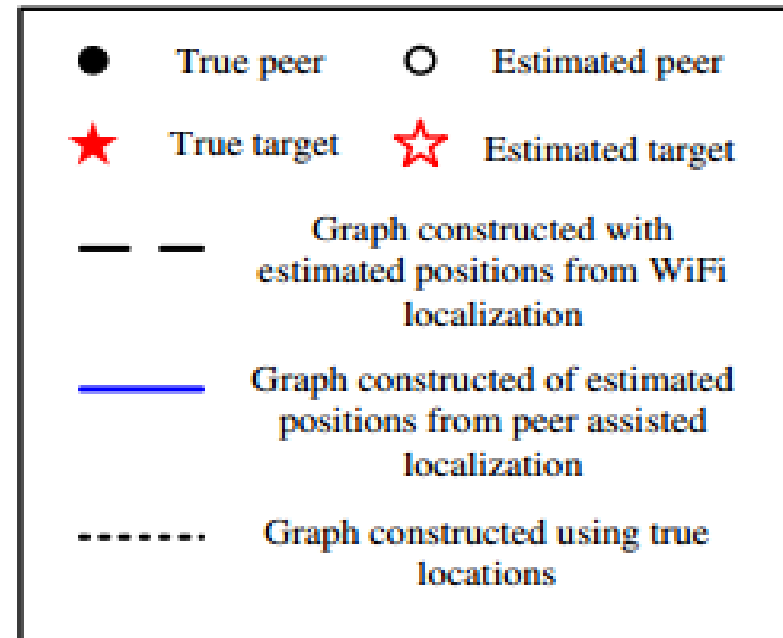 True peer Estimated peer
True target Estimated target
Graph constructed with
estimated positions from WiFi
localization
Graph constructed of estimated
positions from peer assisted
localization
Graph constructed using true
locations